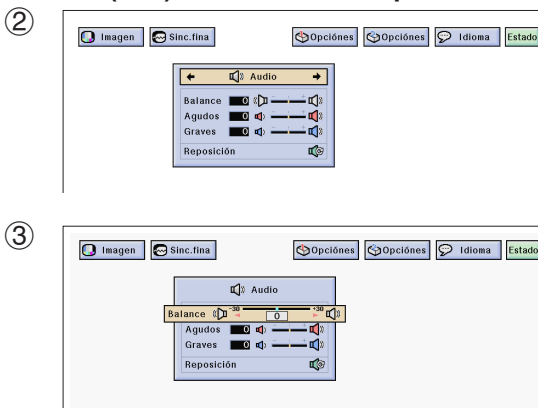 ②
Imagen Sinc.fina Opciónes Opciónes Idioma Estado
Audio
Balance 0
Agudos 0
Graves 0
Reposición
③
Imagen Sinc.fina Opciónes Opciónes Idioma Estado
Audio
Balance -30 0 +30
Agudos 0
Graves 0
Reposición